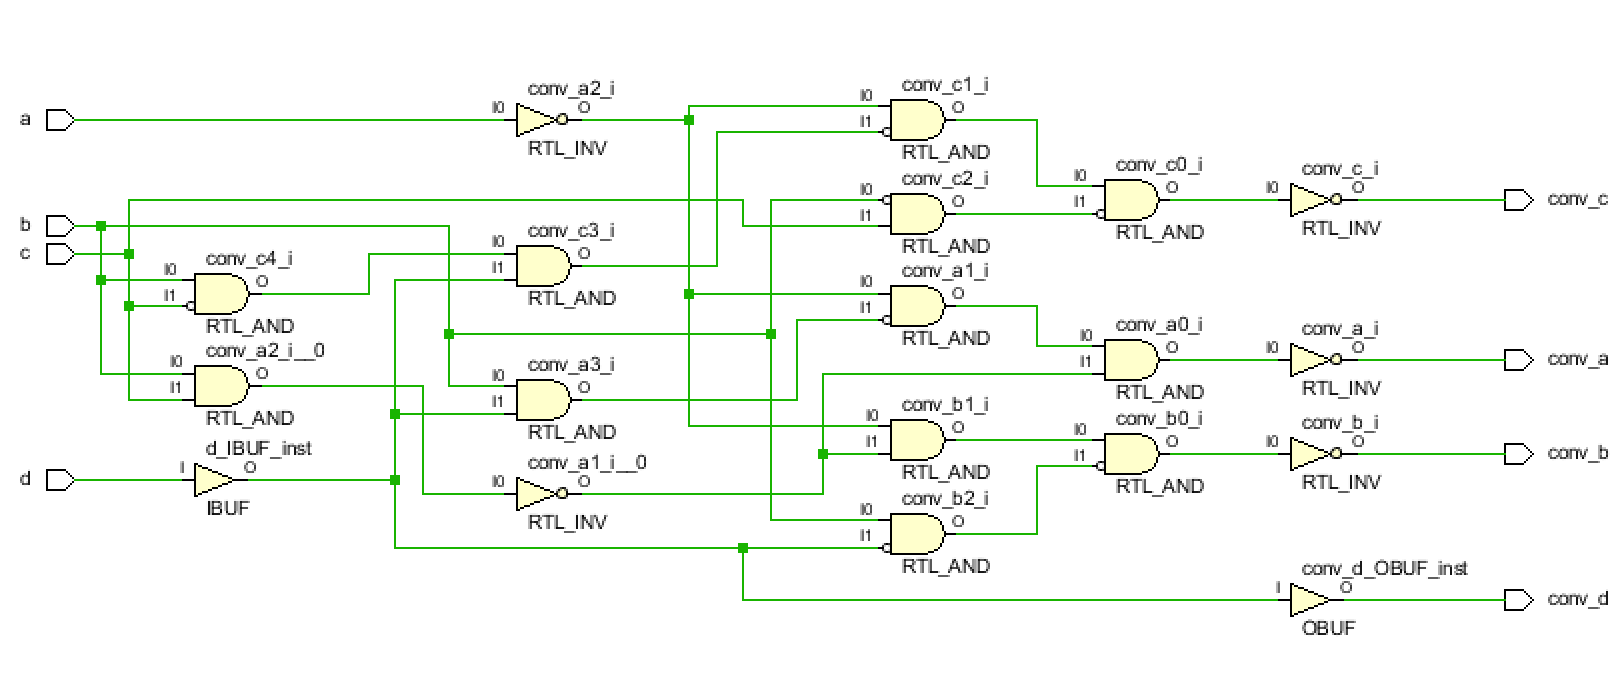 a
I0
conv_a2_i
O
RTL_INV
I0
I1
conv_c1_i
O
RTL_AND
b
c
I0
I1
conv_c4_i
O
RTL_AND
I0
I1
conv_c3_i
O
RTL_AND
I0
I1
conv_c2_i
O
RTL_AND
I0
I1
conv_c0_i
O
RTL_AND
I0
conv_c_i
O
RTL_INV
conv_c
I0
I1
conv_a2_i__0
O
RTL_AND
I0
I1
conv_a3_i
O
RTL_AND
I0
I1
conv_a1_i
O
RTL_AND
I0
I1
conv_a0_i
O
RTL_AND
I0
conv_a_i
O
RTL_INV
conv_a
d
I
d_IBUF_inst
O
IBUF
I0
conv_a1_i__0
O
RTL_INV
I0
I1
conv_b1_i
O
RTL_AND
I0
I1
conv_b0_i
O
RTL_AND
I0
conv_b_i
O
RTL_INV
conv_b
I0
I1
conv_b2_i
O
RTL_AND
I
conv_d_OBUF_inst
O
OBUF
conv_d